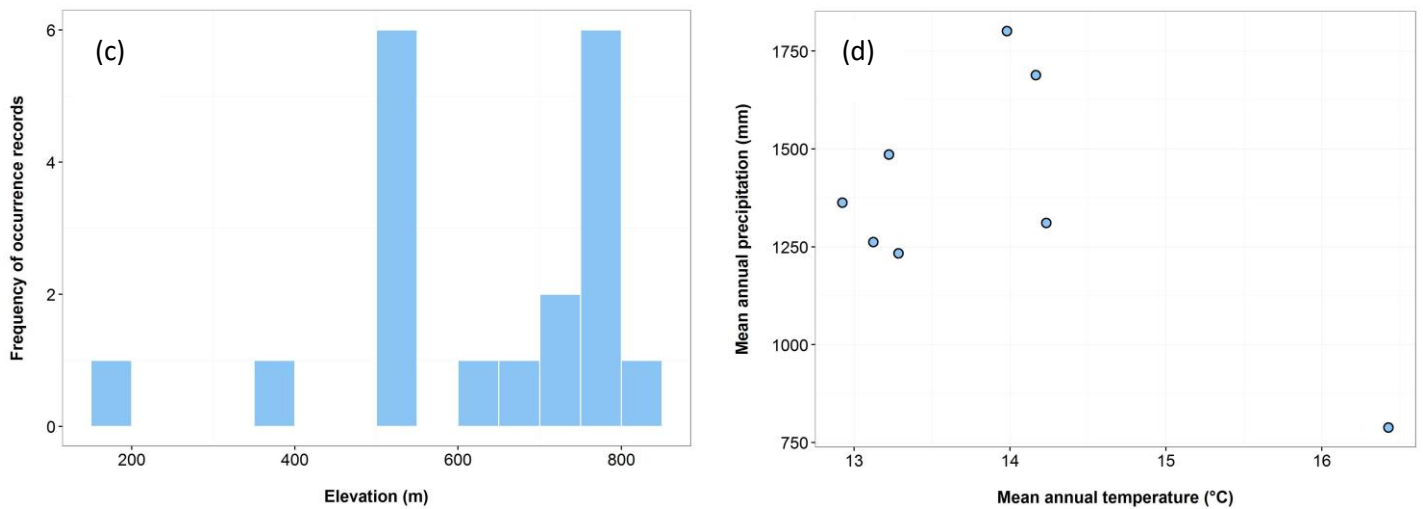 (c)
Frequency of occurrence records
6
4
2
0
200 400 600 800
Elevation (m)
(d)
Mean annual precipitation (mm)
1750
1500
1250
1000
750
13 14 15 16
Mean annual temperature (°C)